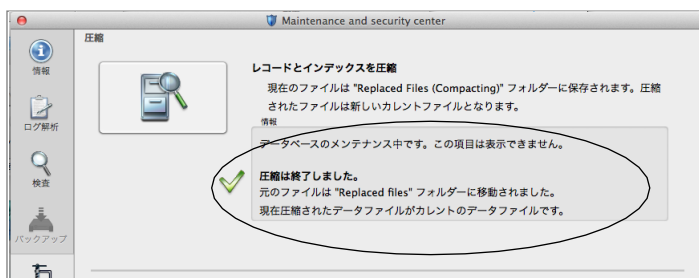 Maintenance and security center
圧縮
情報
ログ解析
検査
バックアップ
レコードとインデックスを圧縮
現在のファイルは "Replaced Files (Compacting)" フォルダーに保存されます。圧縮
されたファイルは新しいカレントファイルとなります。
情報
データベースのメンテナンス中です。この項目は表示できません。
圧縮は終了しました。
元のファイルは "Replaced files" フォルダーに移動されました。
現在圧縮されたデータファイルがカレントのデータファイルです。